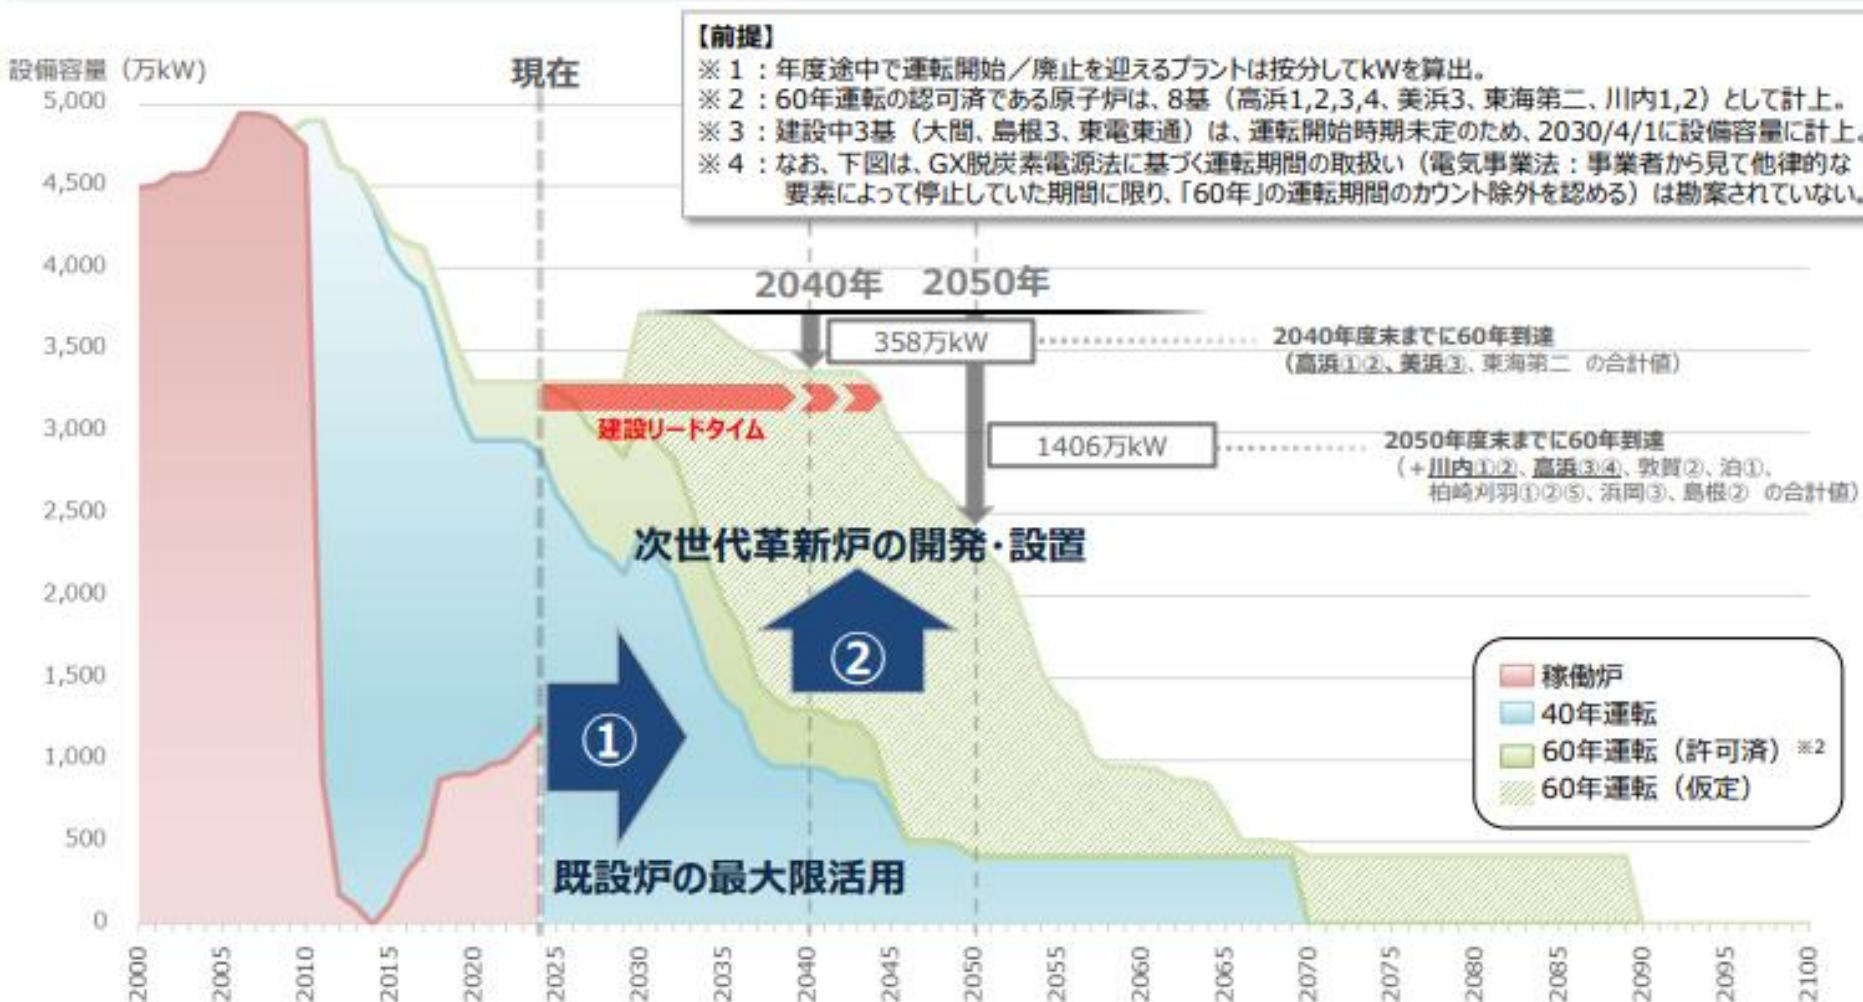 【前提】
※1：年度途中で運転開始／廃止を迎えるプラントは按分してkWを算出。
※2：60年運転の認可済である原子炉は、8基（高浜1,2,3,4、美浜3、東海第二、川内1,2）として計上。
※3：建設中3基（大間、島根3、東電東通）は、運転開始時期未定のため、2030/4/1に設備容量に計上。
※4：なお、下図は、GX脱炭素電源法に基づく運転期間の取扱い（電気事業法：事業者から見て他律的な
要素によって停止していた期間に限り、「60年」の運転期間のカウント除外を認める）は勘案されていない。
設備容量（万kW）
現在
5,000
4,500
4,000
3,500
3,000
2,500
2,000
1,500
1,000
500
0
2040年
2050年
358万kW
2040年度末までに60年到達
（高浜①②、美浜③、東海第二 の合計値）
建設リードタイム
1406万kW
2050年度末までに60年到達
（+川内①②、高浜③④、敦賀②、泊①、
柏崎刈羽①②⑤、浜岡③、島根② の合計値）
次世代革新炉の開発・設置
②
①
既設炉の最大限活用
稼働炉
40年運転
60年運転（許可済）※2
60年運転（仮定）
2000
2005
2010
2015
2020
2025
2030
2035
2040
2045
2050
2055
2060
2065
2070
2075
2080
2085
2090
2095
2100